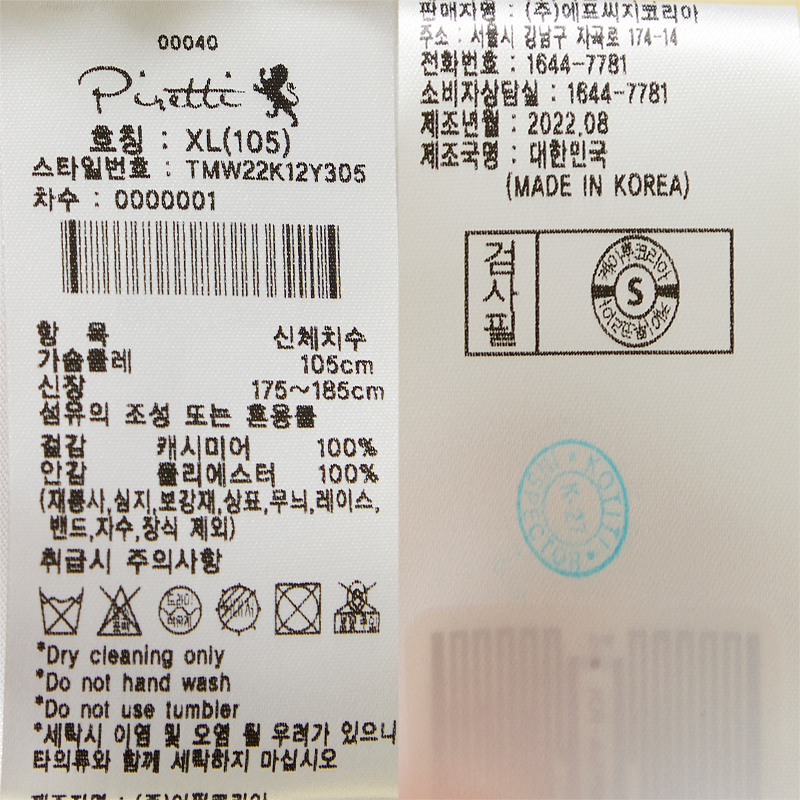 00040
Piretti
호칭 : XL(105)
스타일번호 : TMW22K12Y305
차수 : 0000001
항 목 신체치수
가슴둘레 105cm
신장 175~185cm
섬유의 조성 또는 혼용률
겉감 캐시미어 100%
안감 폴리에스터 100%
(재봉사,심지,보강재,상표,무늬,레이스,
밴드,자수,장식 제외)
취급시 주의사항
드라이
*Dry cleaning only
*Do not hand wash
*Do not use tumbler
*세탁시 이염 및 오염 될 우려가 있으니
타의류와 함께 세탁하지 마십시오
판매자명 : (주)에프씨지코리아
주소 : 서울시 강남구 자곡로 174-14
전화번호 : 1644-7781
소비자상담실 : 1644-7781
제조년월 : 2022.08
제조국명 : 대한민국
(MADE IN KOREA)
검사필
S
KOTITI
K-27